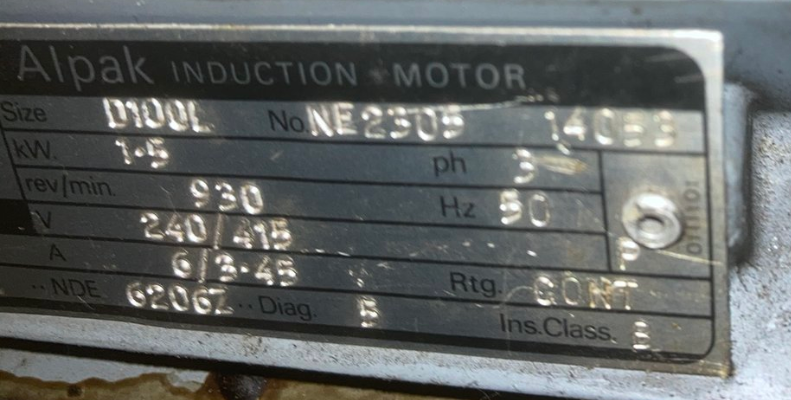 Alpak INDUCTION MOTOR
Size D100L No. NE2305
kW. 1·5 ph 3
rev/min. 930 Hz 50
V 240/415 P
A 6/3·45 Rtg. CONT
··NDE 6206Z ··Diag. 5 Ins.Class. B